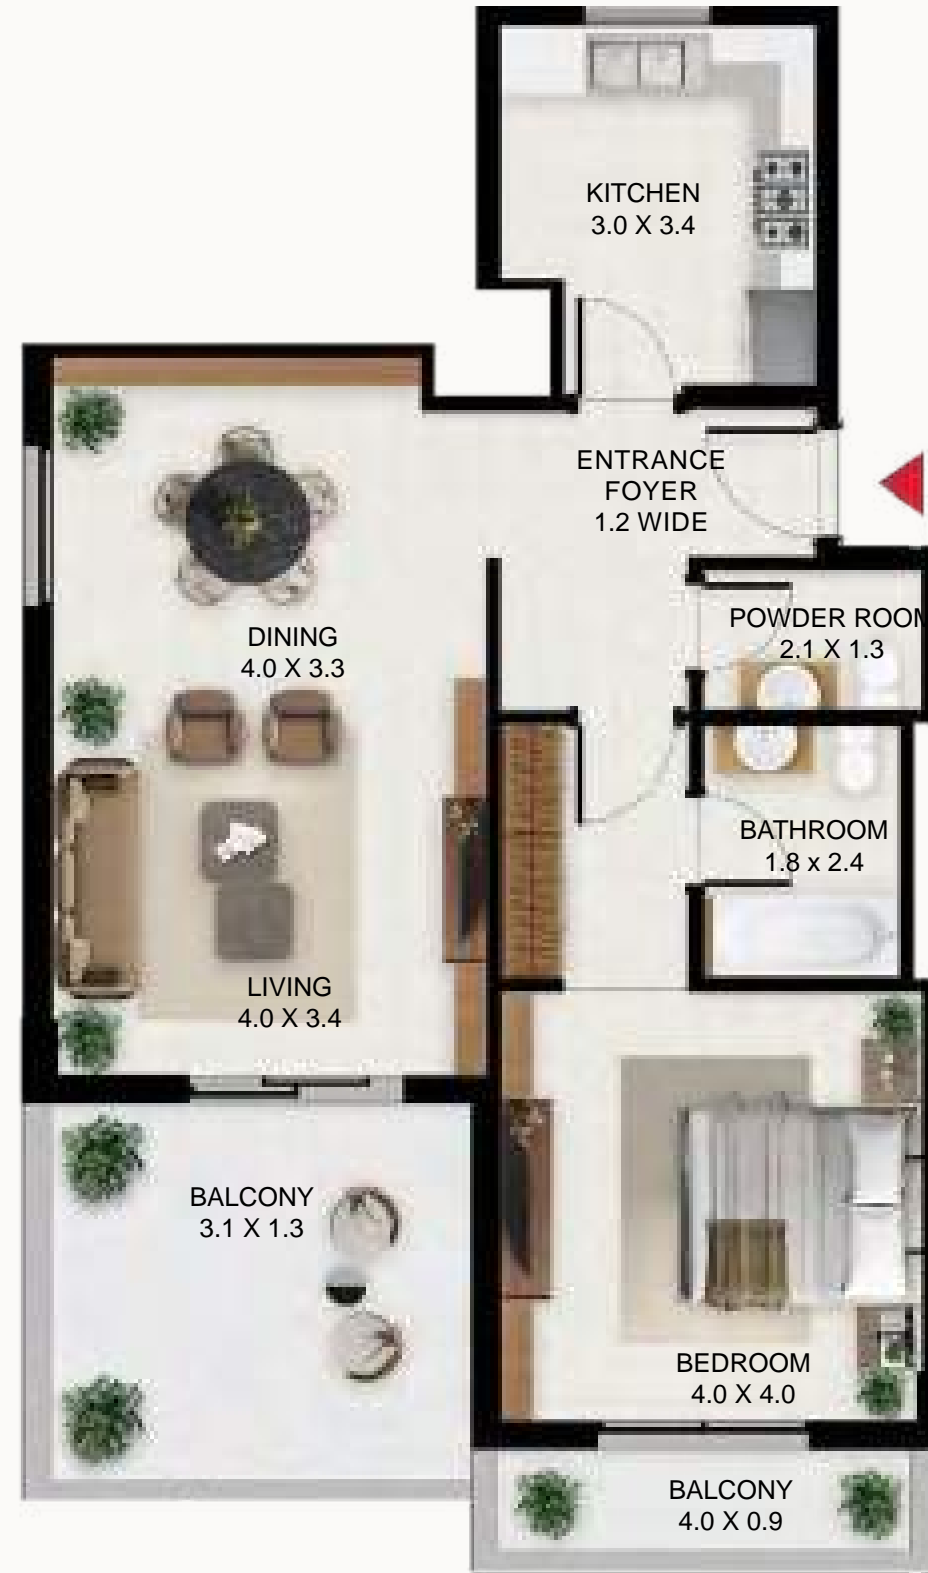 KITCHEN
3.0 X 3.4
ENTRANCE
FOYER
1.2 WIDE
POWDER ROOM
2.1 X 1.3
DINING
4.0 X 3.3
BATHROOM
1.8 x 2.4
LIVING
4.0 X 3.4
BALCONY
3.1 X 1.3
BEDROOM
4.0 X 4.0
BALCONY
4.0 X 0.9